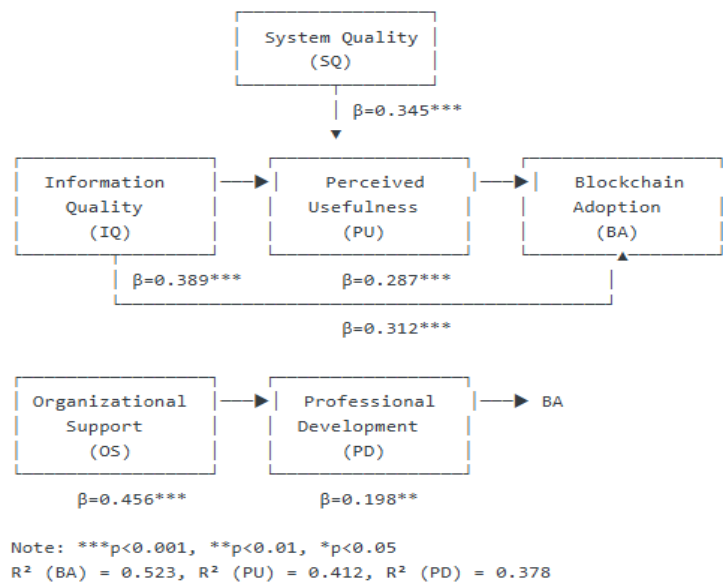 System Quality
(SQ)
β=0.345***
Information Perceived Blockchain
Quality Usefulness Adoption
(IQ) (PU) (BA)
β=0.389*** β=0.287***
β=0.312***
Organizational Professional BA
Support Development
(OS) (PD)
β=0.456*** β=0.198**
Note: ***p<0.001, **p<0.01, *p<0.05
R² (BA) = 0.523, R² (PU) = 0.412, R² (PD) = 0.378